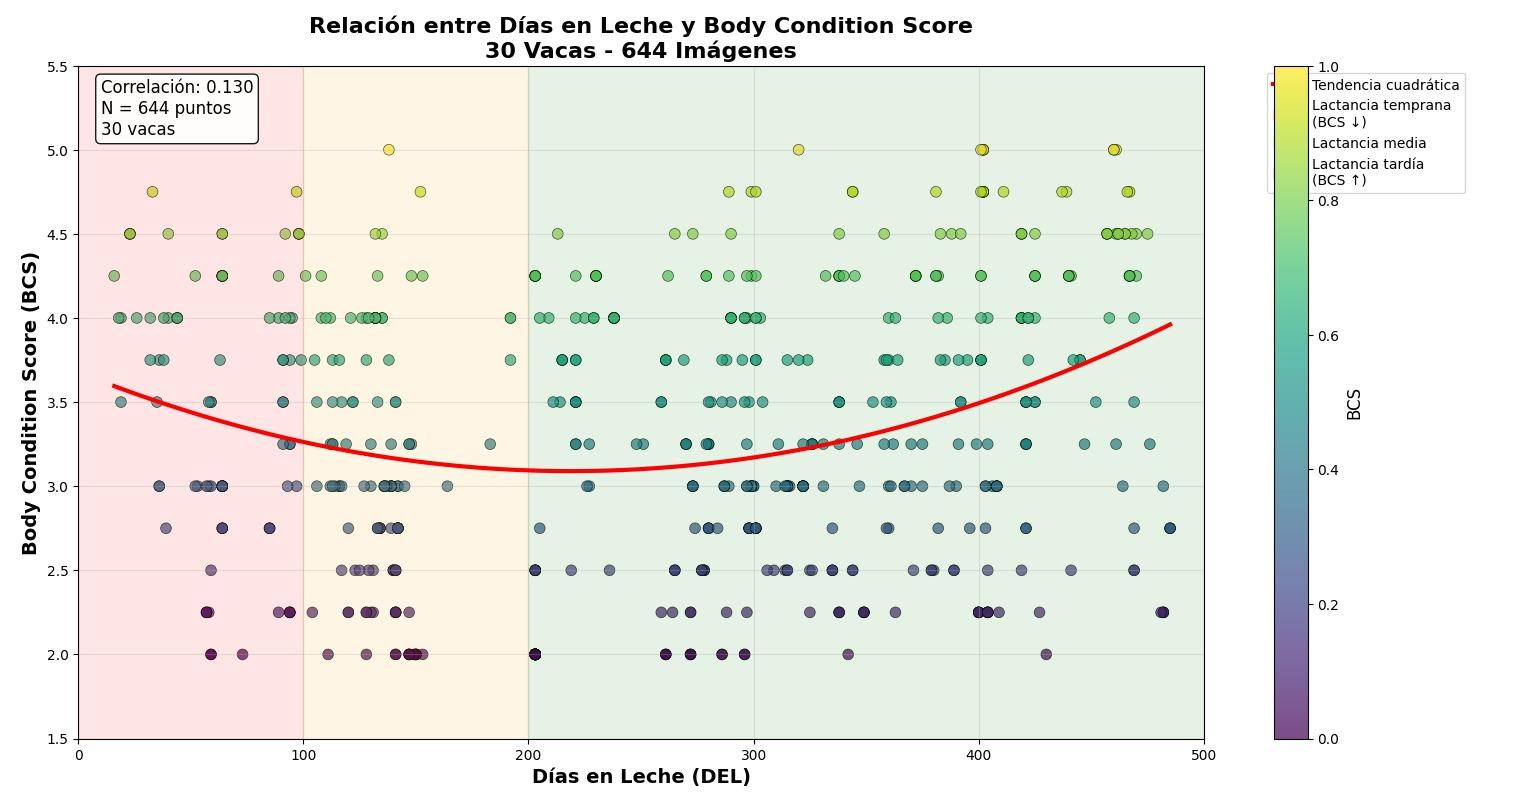 Relación entre Días en Leche y Body Condition Score
30 Vacas - 644 Imágenes
Correlación: 0.130
N = 644 puntos
30 vacas
Body Condition Score (BCS)
5.5
5.0
4.5
4.0
3.5
3.0
2.5
2.0
1.5
0
100
200
300
400
500
Días en Leche (DEL)
Tendencia cuadrática
Lactancia temprana
(BCS ↓)
Lactancia media
Lactancia tardía
(BCS ↑)
1.0
0.8
0.6
0.4
0.2
0.0
BCS